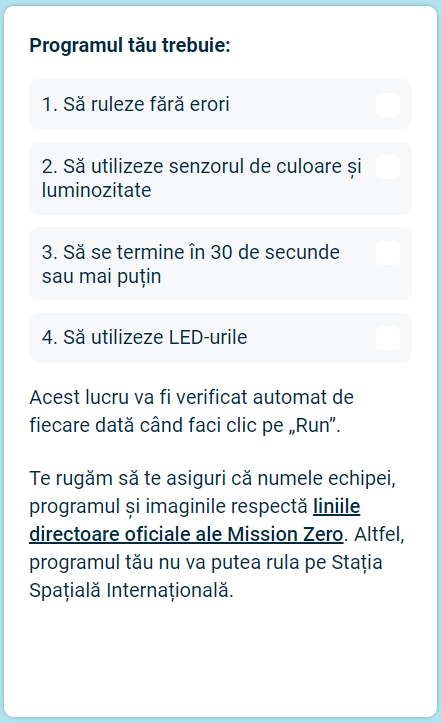 Programul tău trebuie:
1. Să ruleze fără erori
2. Să utilizeze senzorul de culoare și
luminozitate
3. Să se termine în 30 de secunde
sau mai puțin
4. Să utilizeze LED-urile
Acest lucru va fi verificat automat de
fiecare dată când faci clic pe „Run”.
Te rugăm să te asiguri că numele echipei,
programul și imaginile respectă liniile
directoare oficiale ale Mission Zero. Altfel,
programul tău nu va putea rula pe Stația
Spațială Internațională.